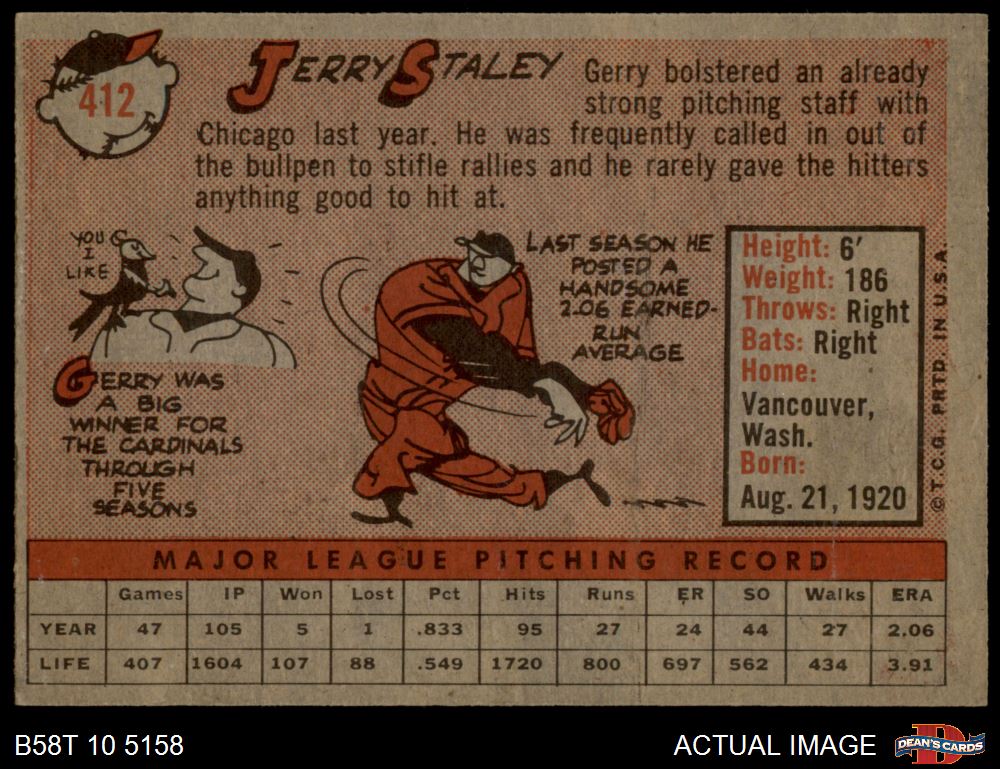 412
JERRY STALEY
Gerry bolstered an already
strong pitching staff with
Chicago last year. He was frequently called in out of
the bullpen to stifle rallies and he rarely gave the hitters
anything good to hit at.
YOU
I
LIKE
GERRY WAS
A BIG
WINNER FOR
THE CARDINALS
THROUGH
FIVE
SEASONS
LAST SEASON HE
POSTED A
HANDSOME
2.06 EARNED-
RUN
AVERAGE
Height: 6'
Weight: 186
Throws: Right
Bats: Right
Home:
Vancouver,
Wash.
Born:
Aug. 21, 1920
© T.C.G. PRTD. IN U.S.A.
MAJOR LEAGUE PITCHING RECORD
Games IP Won Lost Pct Hits Runs ER SO Walks ERA
YEAR 47 105 5 1 .833 95 27 24 44 27 2.06
LIFE 407 1604 107 88 .549 1720 800 697 562 434 3.91
B58T 10 5158
ACTUAL IMAGE
D
DEAN'S CARDS